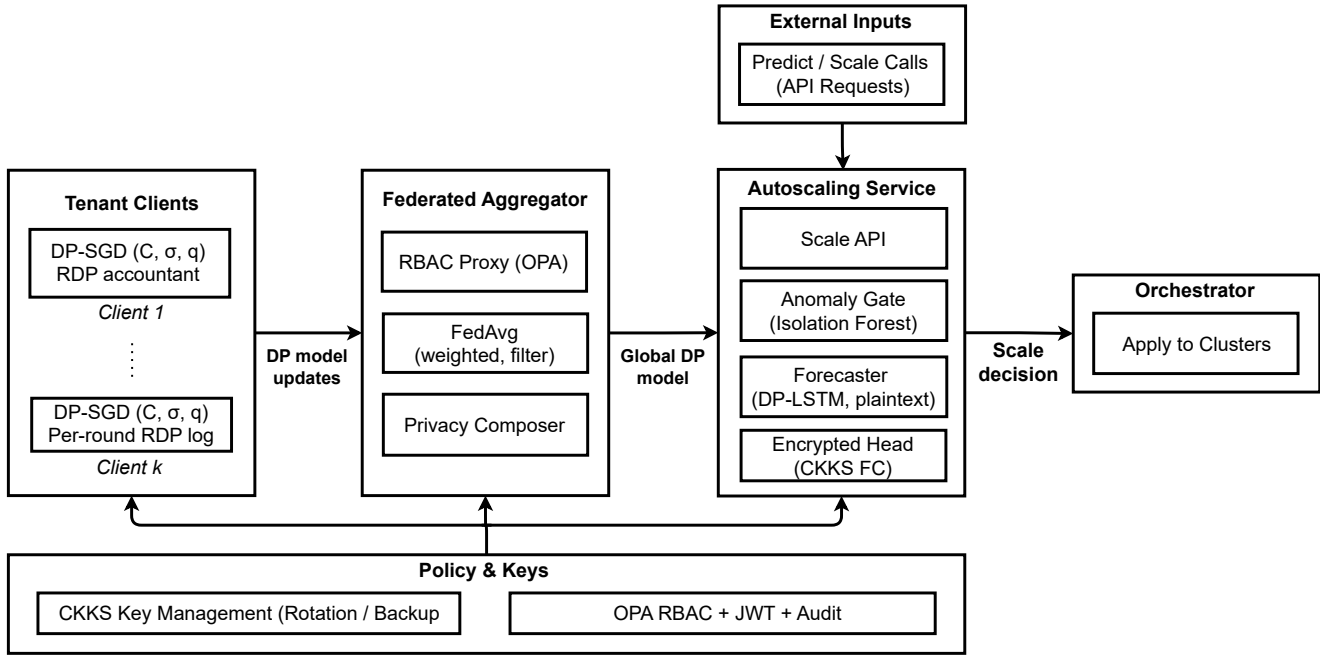 External Inputs
Predict / Scale Calls
(API Requests)
Tenant Clients
DP-SGD (C, σ, q)
RDP accountant
Client 1
DP-SGD (C, σ, q)
Per-round RDP log
Client k
DP model
updates
Federated Aggregator
RBAC Proxy (OPA)
FedAvg
(weighted, filter)
Privacy Composer
Global DP
model
Autoscaling Service
Scale API
Anomaly Gate
(Isolation Forest)
Forecaster
(DP-LSTM, plaintext)
Encrypted Head
(CKKS FC)
Scale
decision
Orchestrator
Apply to Clusters
Policy & Keys
CKKS Key Management (Rotation / Backup
OPA RBAC + JWT + Audit